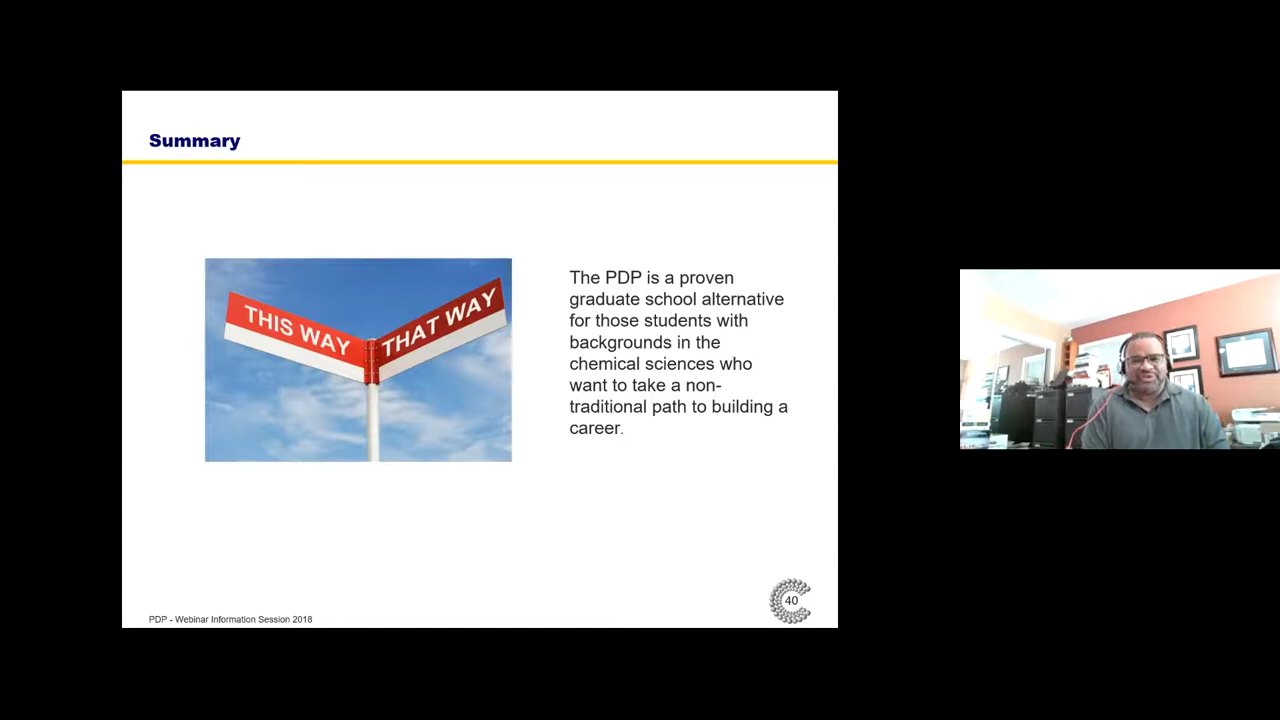 Summary
THIS WAY
THAT WAY
The PDP is a proven
graduate school alternative
for those students with
backgrounds in the
chemical sciences who
want to take a non-
traditional path to building a
career.
PDP - Webinar Information Session 2018
40